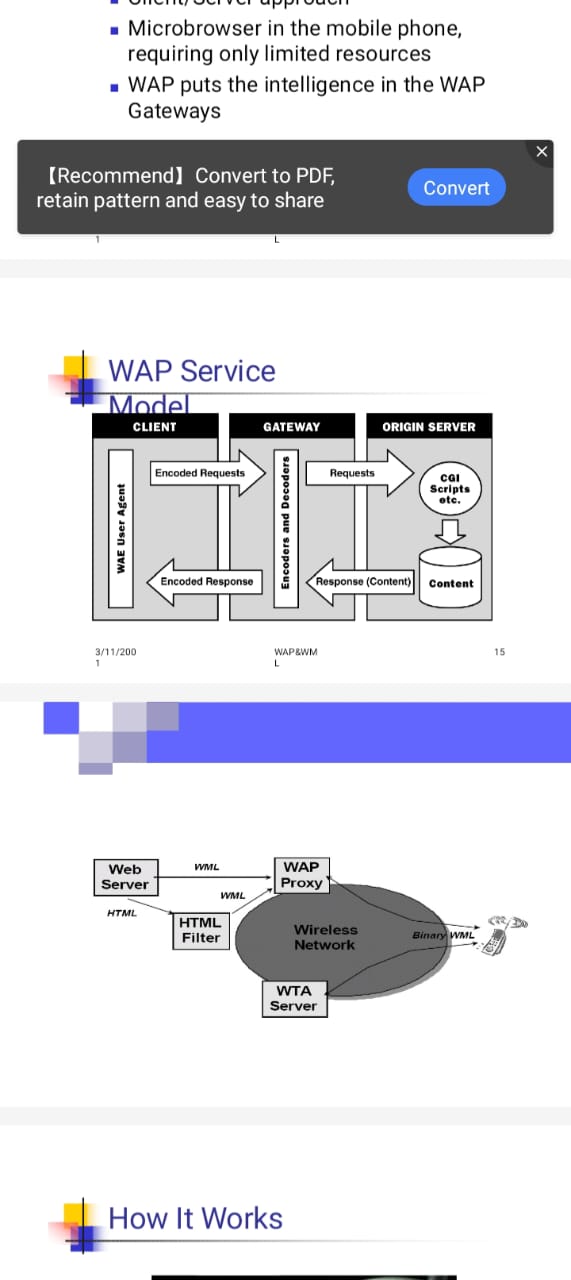 Client/Server approach
▪ Microbrowser in the mobile phone,
requiring only limited resources
▪ WAP puts the intelligence in the WAP
Gateways
【Recommend】Convert to PDF,
retain pattern and easy to share
Convert
1
L
WAP Service
Model
CLIENT
GATEWAY
ORIGIN SERVER
WAE User Agent
Encoded Requests
Encoders and Decoders
Requests
CGI
Scripts
etc.
Encoded Response
Response (Content)
Content
3/11/200
1
WAP&WM
L
15
Web
Server
WML
WAP
Proxy
WML
HTML
HTML
Filter
Wireless
Network
Binary WML
WTA
Server
How It Works